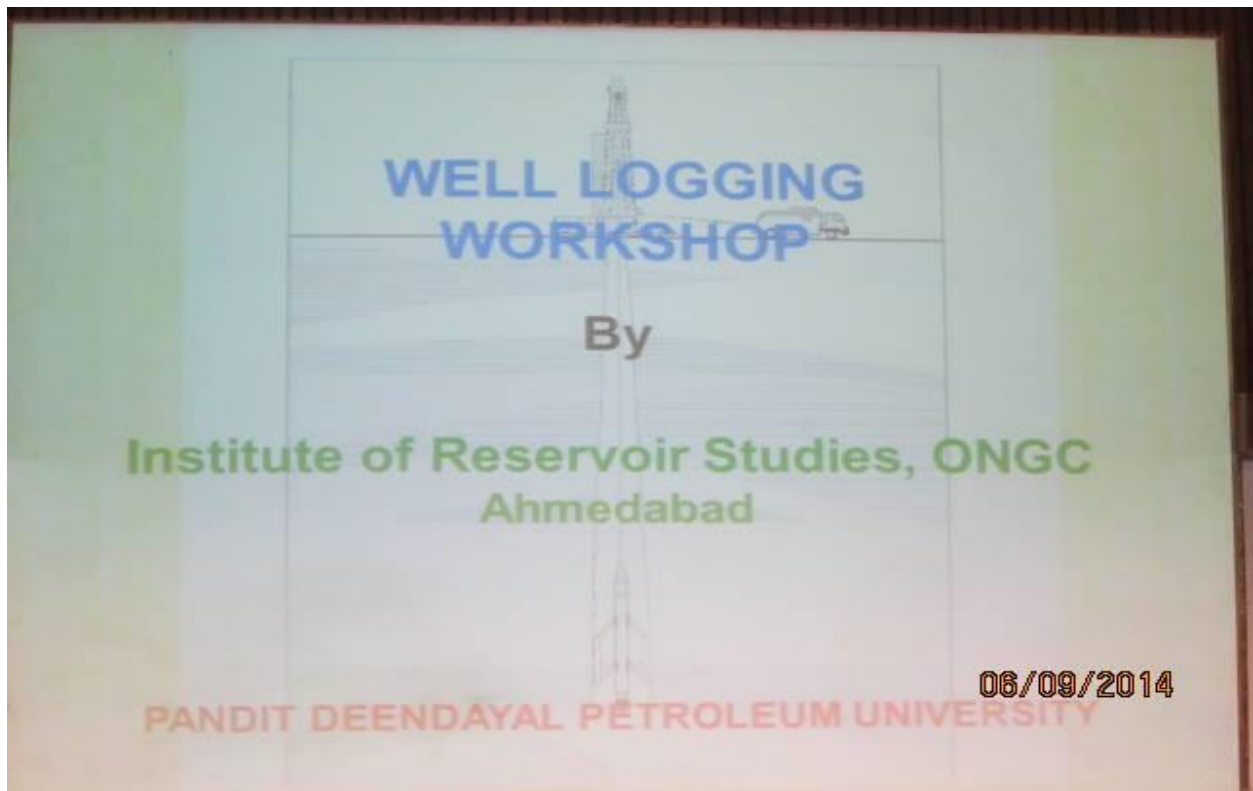 WELL LOGGING
WORKSHOP
By
Institute of Reservoir Studies, ONGC
Ahmedabad
06/09/2014
PANDIT DEENDAYAL PETROLEUM UNIVERSITY